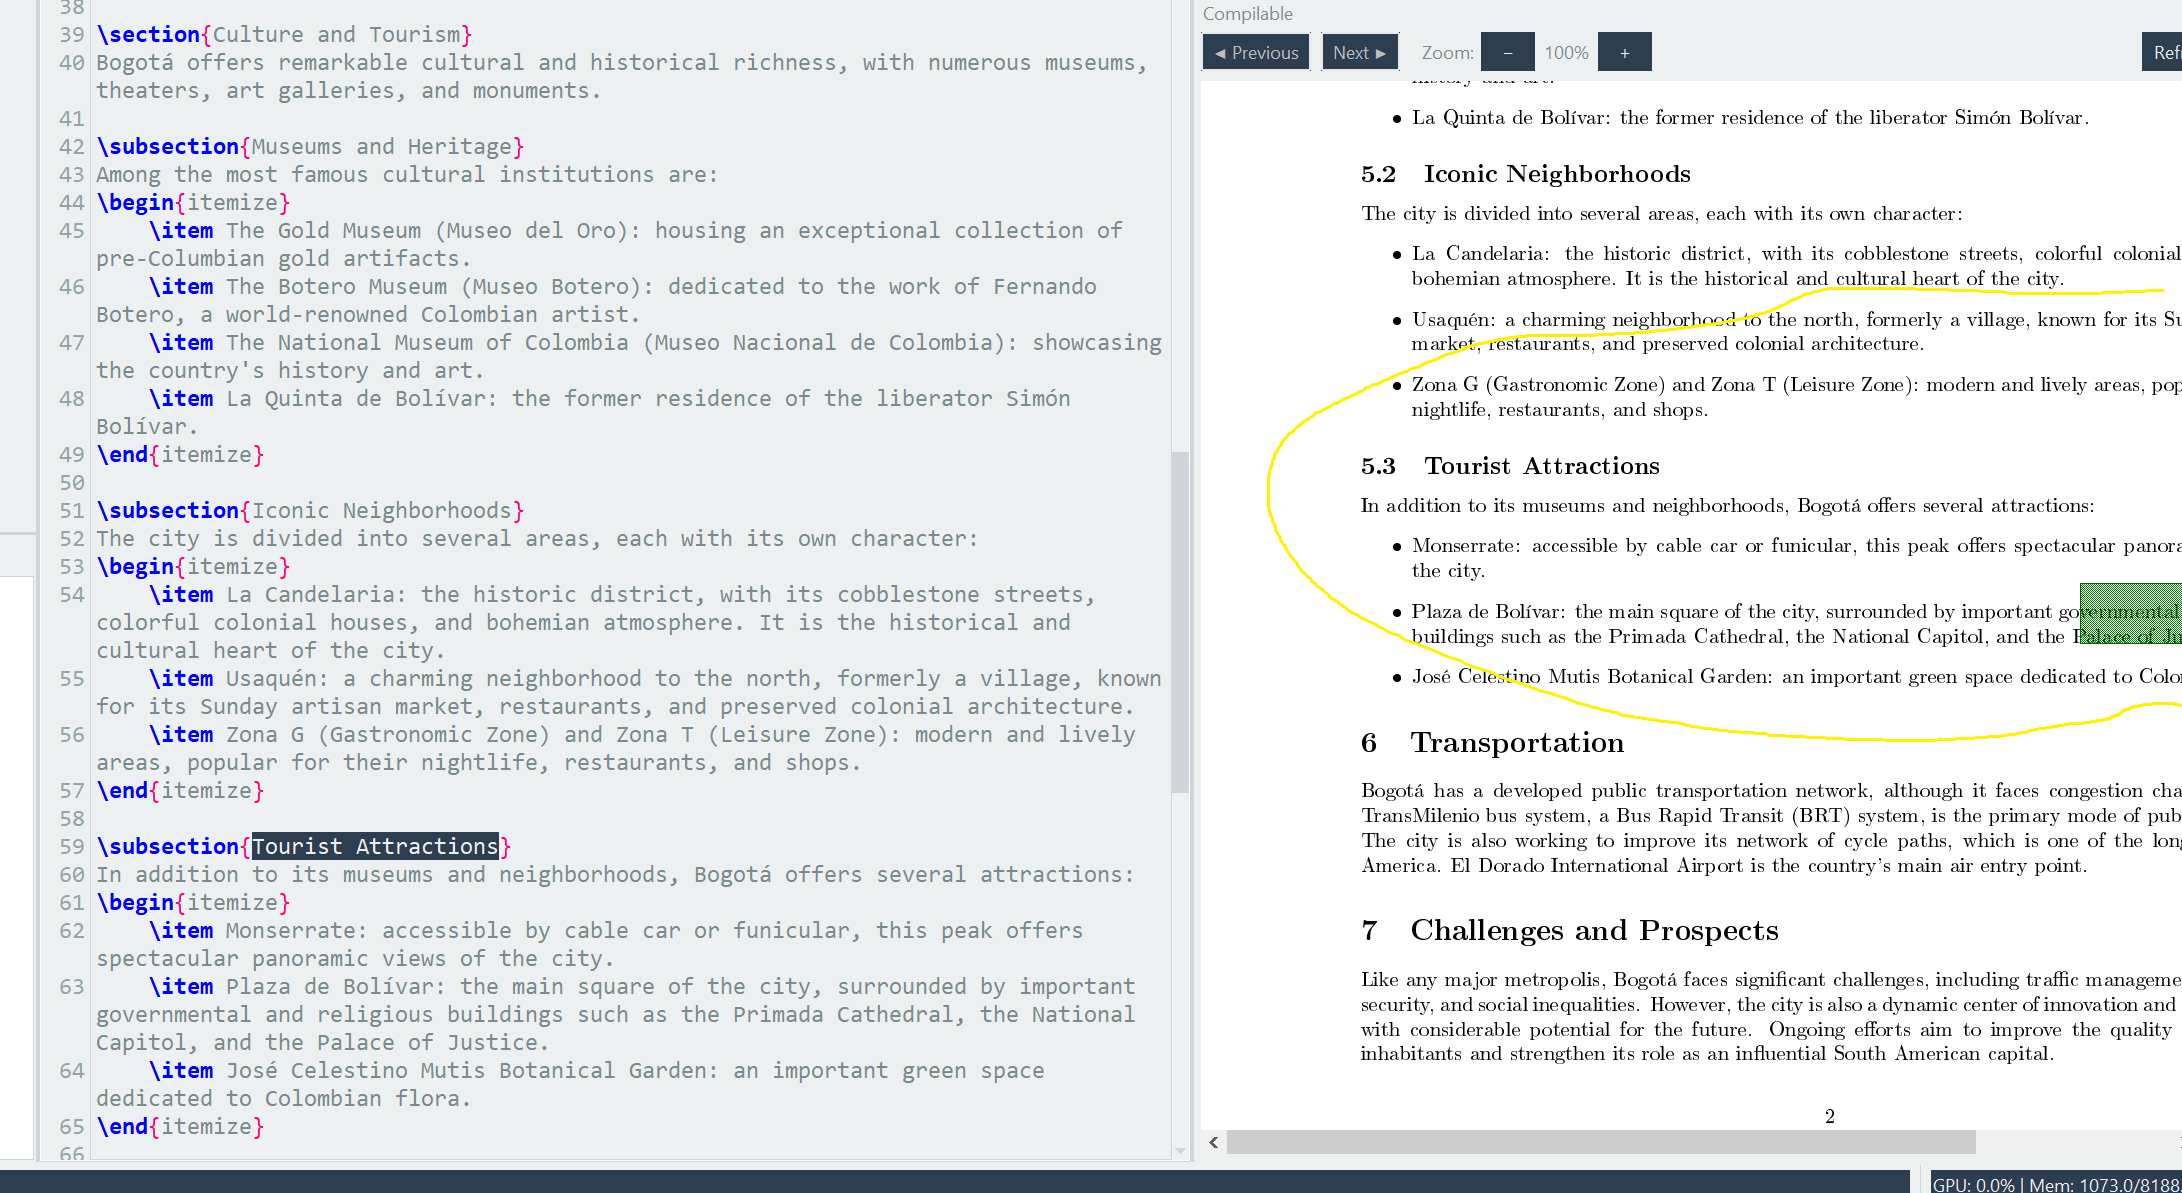 38
39 \section{Culture and Tourism}
40 Bogotá offers remarkable cultural and historical richness, with numerous museums,
theaters, art galleries, and monuments.
41
42 \subsection{Museums and Heritage}
43 Among the most famous cultural institutions are:
44 \begin{itemize}
45 \item The Gold Museum (Museo del Oro): housing an exceptional collection of
pre-Columbian gold artifacts.
46 \item The Botero Museum (Museo Botero): dedicated to the work of Fernando
Botero, a world-renowned Colombian artist.
47 \item The National Museum of Colombia (Museo Nacional de Colombia): showcasing
the country's history and art.
48 \item La Quinta de Bolívar: the former residence of the liberator Simón
Bolívar.
49 \end{itemize}
50
51 \subsection{Iconic Neighborhoods}
52 The city is divided into several areas, each with its own character:
53 \begin{itemize}
54 \item La Candelaria: the historic district, with its cobblestone streets,
colorful colonial houses, and bohemian atmosphere. It is the historical and
cultural heart of the city.
55 \item Usaquén: a charming neighborhood to the north, formerly a village, known
for its Sunday artisan market, restaurants, and preserved colonial architecture.
56 \item Zona G (Gastronomic Zone) and Zona T (Leisure Zone): modern and lively
areas, popular for their nightlife, restaurants, and shops.
57 \end{itemize}
58
59 \subsection{Tourist Attractions}
60 In addition to its museums and neighborhoods, Bogotá offers several attractions:
61 \begin{itemize}
62 \item Monserrate: accessible by cable car or funicular, this peak offers
spectacular panoramic views of the city.
63 \item Plaza de Bolívar: the main square of the city, surrounded by important
governmental and religious buildings such as the Primada Cathedral, the National
Capitol, and the Palace of Justice.
64 \item José Celestino Mutis Botanical Garden: an important green space
dedicated to Colombian flora.
65 \end{itemize}
66
Compilable
◄ Previous Next ► Zoom: − 100% + Ref
history and art.
• La Quinta de Bolívar: the former residence of the liberator Simón Bolívar.
5.2 Iconic Neighborhoods
The city is divided into several areas, each with its own character:
• La Candelaria: the historic district, with its cobblestone streets, colorful colonial
bohemian atmosphere. It is the historical and cultural heart of the city.
• Usaquén: a charming neighborhood to the north, formerly a village, known for its Su
market, restaurants, and preserved colonial architecture.
• Zona G (Gastronomic Zone) and Zona T (Leisure Zone): modern and lively areas, pop
nightlife, restaurants, and shops.
5.3 Tourist Attractions
In addition to its museums and neighborhoods, Bogotá offers several attractions:
• Monserrate: accessible by cable car or funicular, this peak offers spectacular panora
the city.
• Plaza de Bolívar: the main square of the city, surrounded by important governmental
buildings such as the Primada Cathedral, the National Capitol, and the Palace of Ju
• José Celestino Mutis Botanical Garden: an important green space dedicated to Colo
6 Transportation
Bogotá has a developed public transportation network, although it faces congestion cha
TransMilenio bus system, a Bus Rapid Transit (BRT) system, is the primary mode of pub
The city is also working to improve its network of cycle paths, which is one of the long
America. El Dorado International Airport is the country's main air entry point.
7 Challenges and Prospects
Like any major metropolis, Bogotá faces significant challenges, including traffic manageme
security, and social inequalities. However, the city is also a dynamic center of innovation and
with considerable potential for the future. Ongoing efforts aim to improve the quality
inhabitants and strengthen its role as an influential South American capital.
2
GPU: 0.0% | Mem: 1073.0/8188